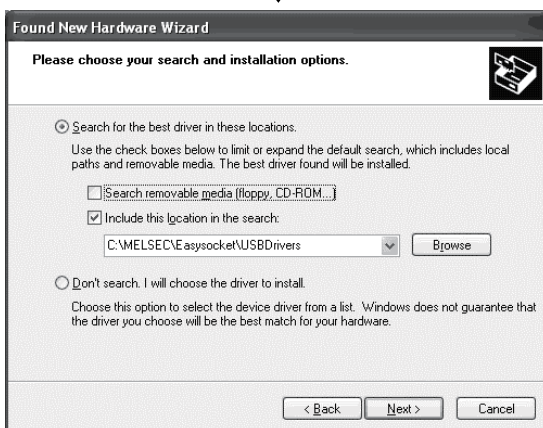 Found New Hardware Wizard
Please choose your search and installation options.
Search for the best driver in these locations.
Use the check boxes below to limit or expand the default search, which includes local
paths and removable media. The best driver found will be installed.
Search removable media (floppy, CD-ROM...)
Include this location in the search:
C:\MELSEC\Easysocket\USBDrivers
Browse
Don't search. I will choose the driver to install.
Choose this option to select the device driver from a list. Windows does not guarantee that
the driver you choose will be the best match for your hardware.
< Back Next > Cancel